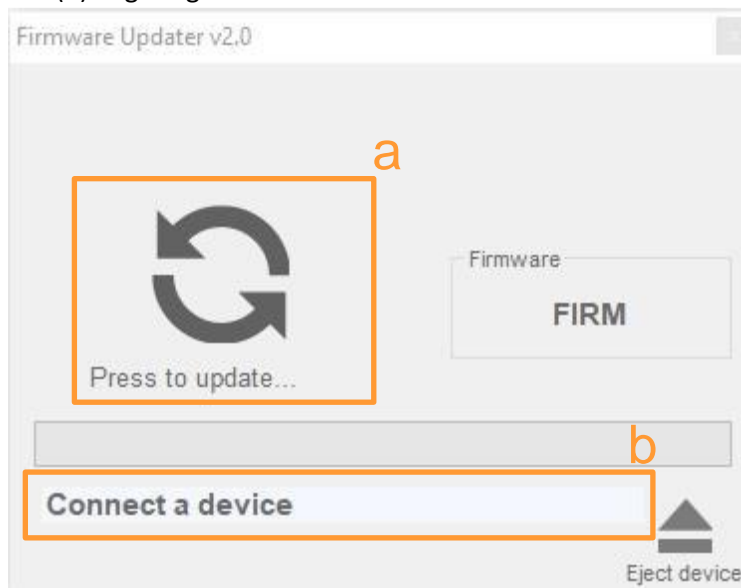 Firmware Updater v2.0
a
Firmware
FIRM
Press to update...
b
Connect a device
Eject device